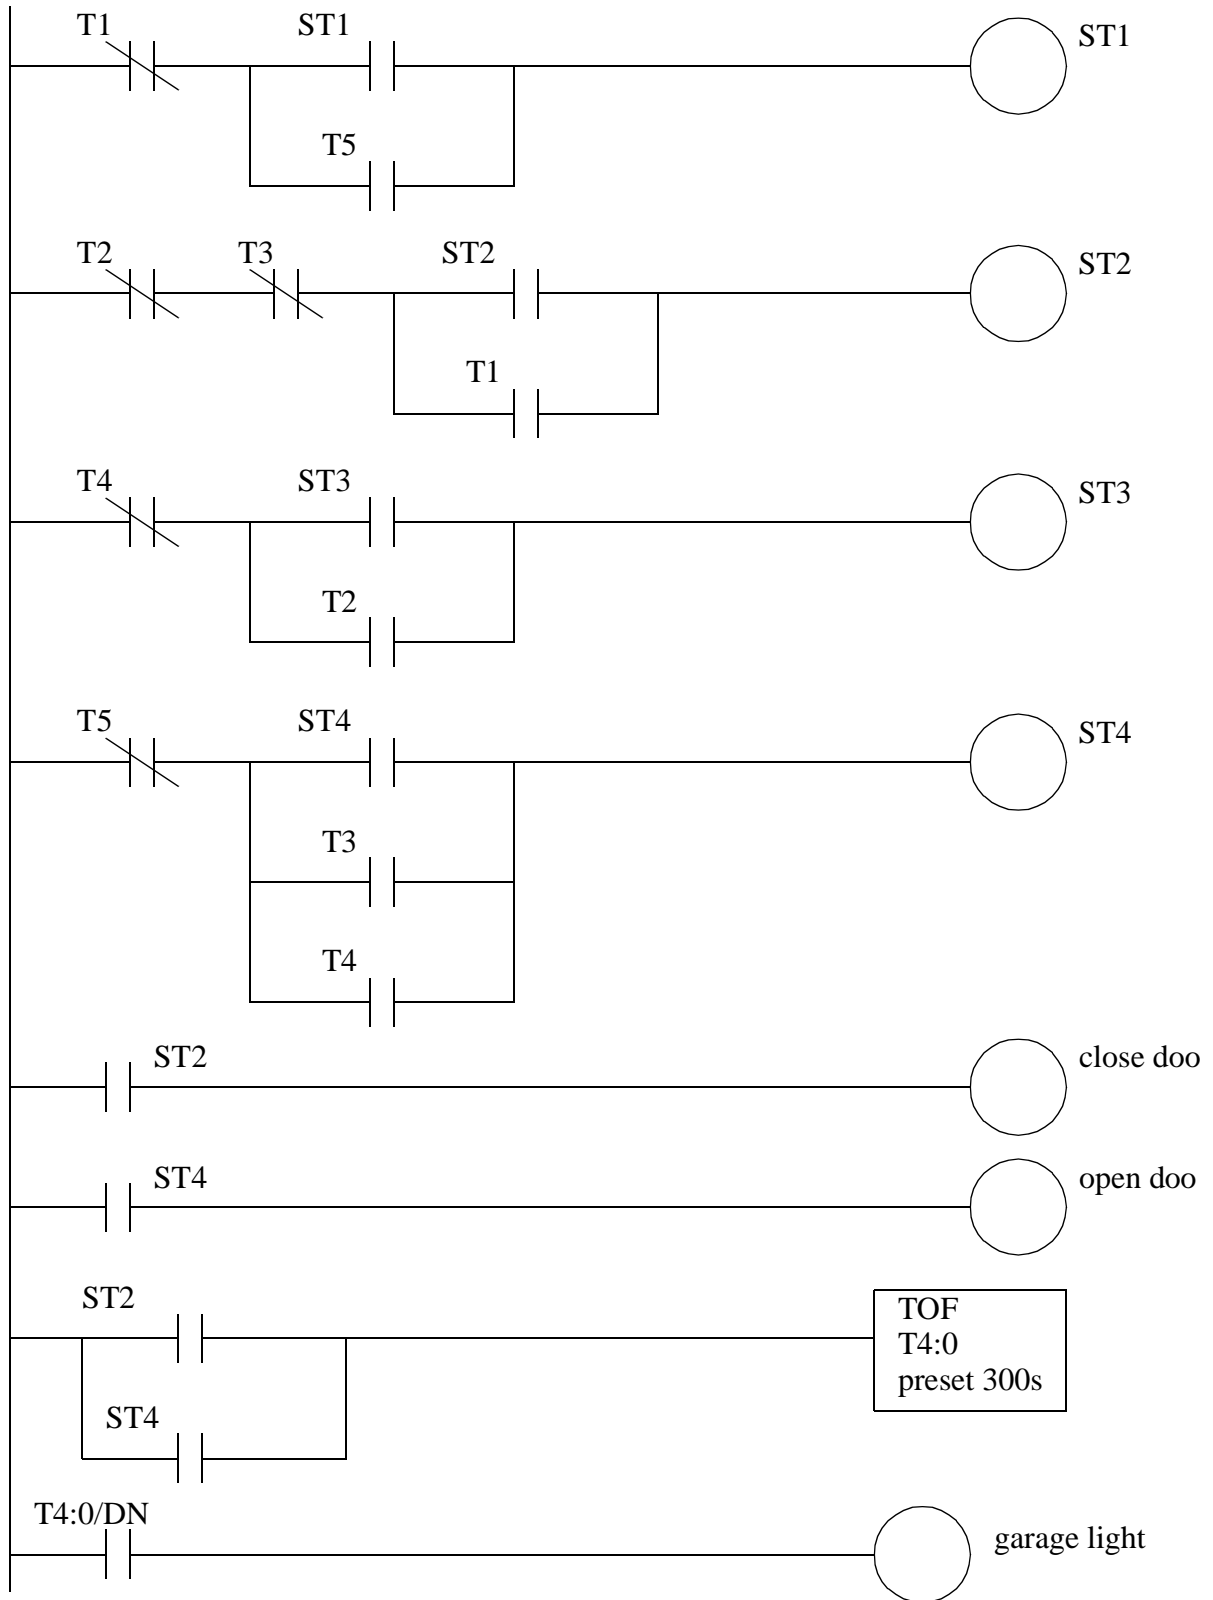 T1 ST1 ST1
T5
T2 T3 ST2 ST2
T1
T4 ST3 ST3
T2
T5 ST4 ST4
T3
T4
ST2 close doo
ST4 open doo
ST2
TOF
T4:0
preset 300s
ST4
T4:0/DN
garage light